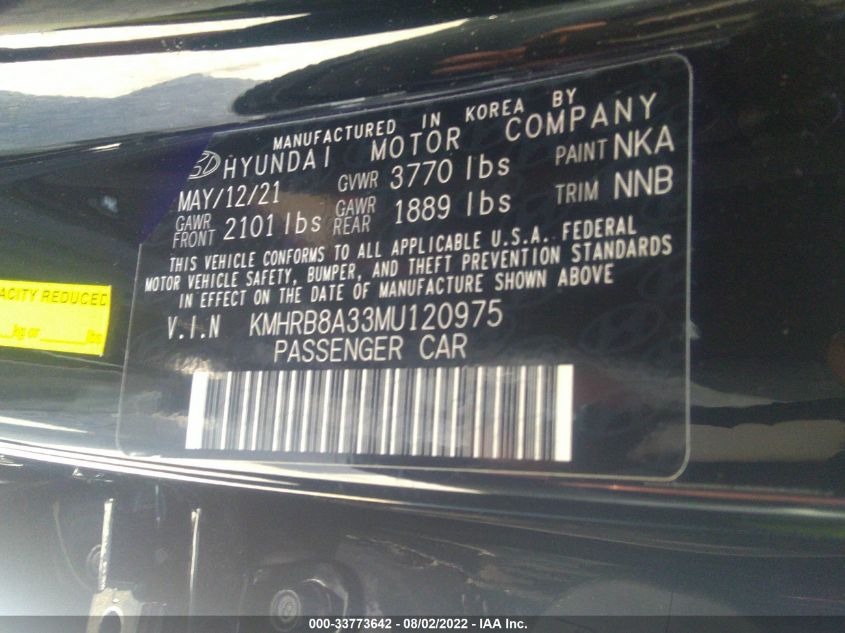 MANUFACTURED IN KOREA BY
HYUNDAI MOTOR COMPANY
MAY/12/21 GVWR 3770 lbs PAINT NKA
GAWR FRONT 2101 lbs GAWR REAR 1889 lbs TRIM NNB
THIS VEHICLE CONFORMS TO ALL APPLICABLE U.S.A. FEDERAL
MOTOR VEHICLE SAFETY, BUMPER, AND THEFT PREVENTION STANDARDS
IN EFFECT ON THE DATE OF MANUFACTURE SHOWN ABOVE
V.I.N KMHRB8A33MU120975
PASSENGER CAR
REDUCED
kg or lbs
000-33773642 - 08/02/2022 - IAA Inc.